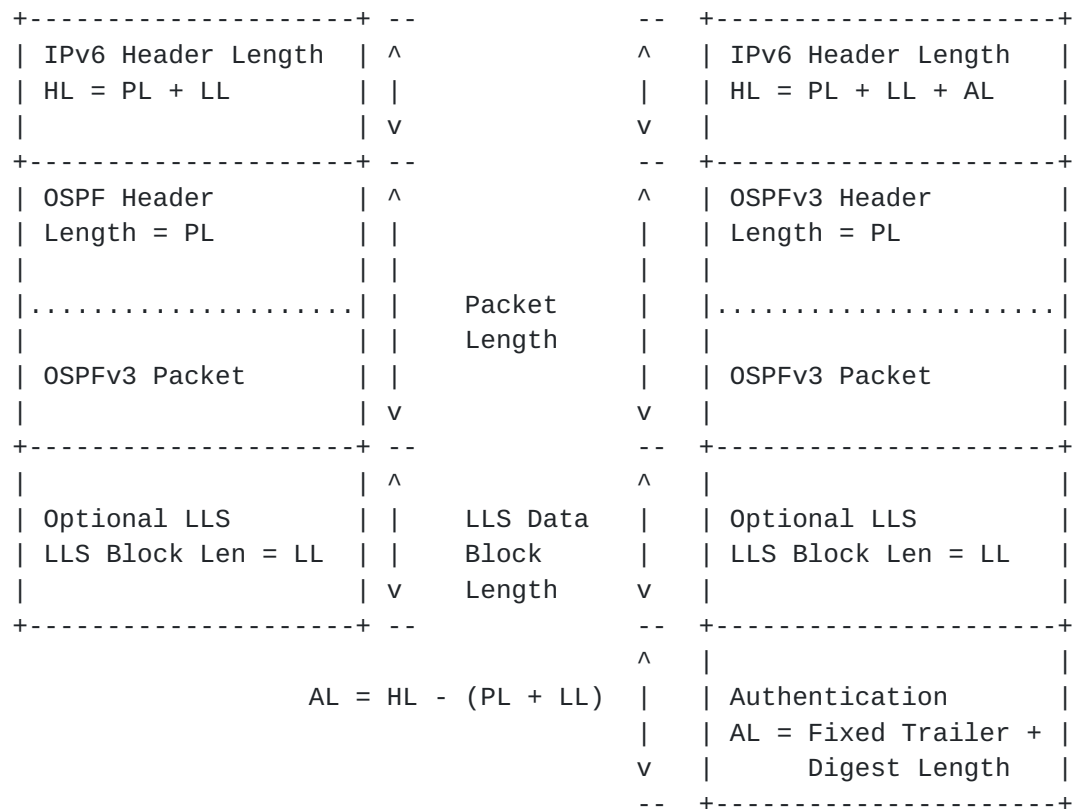 +---------------------+ --              --  +----------------------+
| IPv6 Header Length  | ^               ^   | IPv6 Header Length   |
| HL = PL + LL        | |               |   | HL = PL + LL + AL    |
|                     | v               v   |                      |
+---------------------+ --              --  +----------------------+
| OSPF Header         | ^               ^   | OSPFv3 Header        |
| Length = PL         | |               |   | Length = PL          |
|                     | |               |   |                      |
|.....................| |    Packet     |   |......................|
|                     | |    Length     |   |                      |
| OSPFv3 Packet       | |               |   | OSPFv3 Packet        |
|                     | v               v   |                      |
+---------------------+ --              --  +----------------------+
|                     | ^               ^   |                      |
| Optional LLS        | |    LLS Data   |   | Optional LLS         |
| LLS Block Len = LL  | |    Block      |   | LLS Block Len = LL   |
|                     | v    Length     v   |                      |
+---------------------+ --              --  +----------------------+
                                        ^   |                      |
                   AL = HL - (PL + LL)  |   | Authentication       |
                                        |   | AL = Fixed Trailer + |
                                        v   |      Digest Length   |
                                        --  +----------------------+